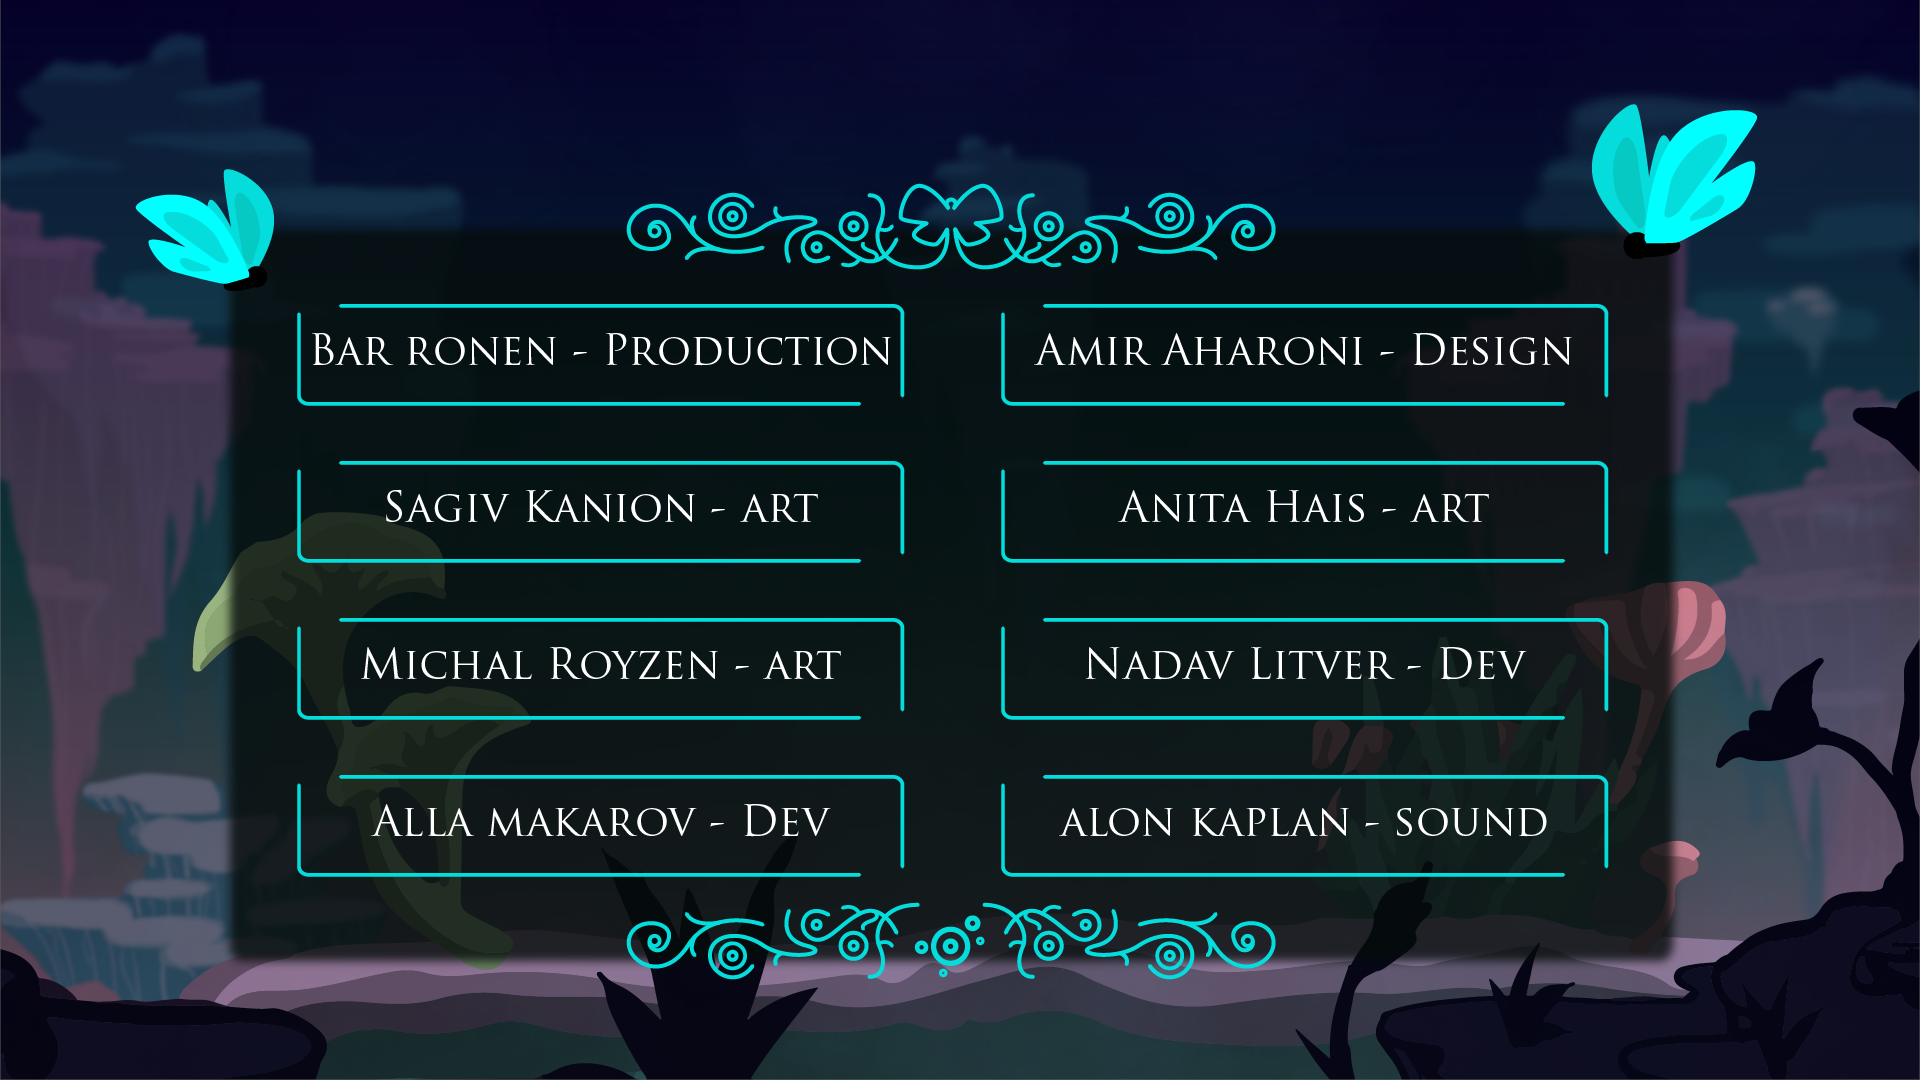 Bar ronen - Production
Amir Aharoni - Design
Sagiv Kanion - art
Anita Hais - art
Michal Royzen - art
Nadav Litver - Dev
Alla makarov - Dev
alon kaplan - sound